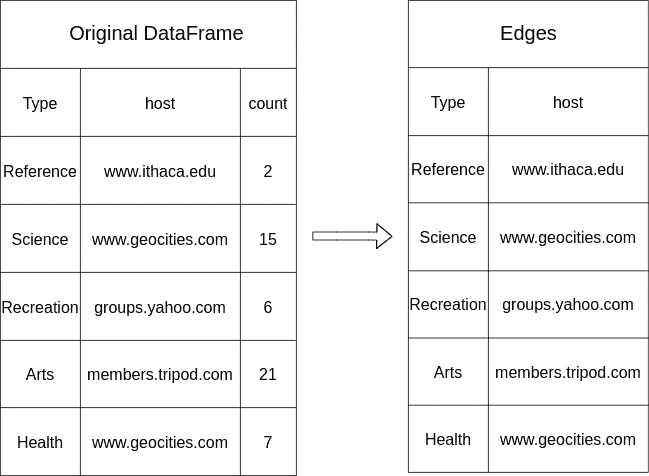 Original DataFrame
Type host count
Reference www.ithaca.edu 2
Science www.geocities.com 15
Recreation groups.yahoo.com 6
Arts members.tripod.com 21
Health www.geocities.com 7
Edges
Type host
Reference www.ithaca.edu
Science www.geocities.com
Recreation groups.yahoo.com
Arts members.tripod.com
Health www.geocities.com